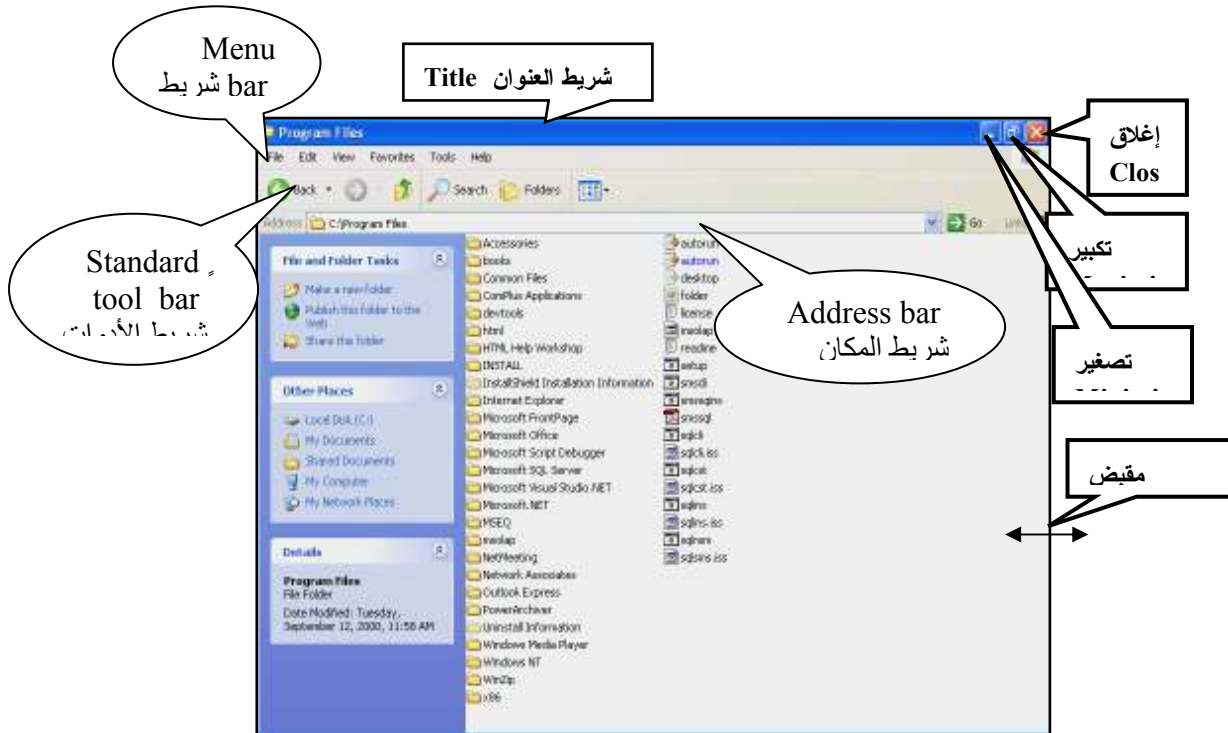 Menu
bar شريط
شريط العنوان Title
إغلاق
Clos
تكبير
تصغير
مقبض
Standard
tool bar
شريط الأدوات
Address bar
شريط المكان
Program Files
File Edit View Favorites Tools Help
Back Search Folders
Address C:\Program Files Go
File and Folder Tasks
Make a new folder
Publish this folder to the
Web
Share this folder
Other Places
Local Disk (C:)
My Documents
Shared Documents
My Computer
My Network Places
Details
Program Files
File Folder
Date Modified: Tuesday,
September 12, 2000, 11:58 AM
Accessories
books
Common Files
ComPlus Applications
devtools
html
HTML Help Workshop
INSTALL
InstallShield Installation Information
Internet Explorer
Microsoft FrontPage
Microsoft Office
Microsoft Script Debugger
Microsoft SQL Server
Microsoft Visual Studio .NET
Microsoft.NET
MSEQ
msolap
NetMeeting
Network Associates
Outlook Express
PowerArchiver
Uninstall Information
Windows Media Player
Windows NT
WinZip
x86
autorun
autorun
desktop
folder
license
msolap
readme
setup
smssql
sqlcli
sqlcli.iss
sqlcst
sqlcst.iss
sqlins
sqlins.iss